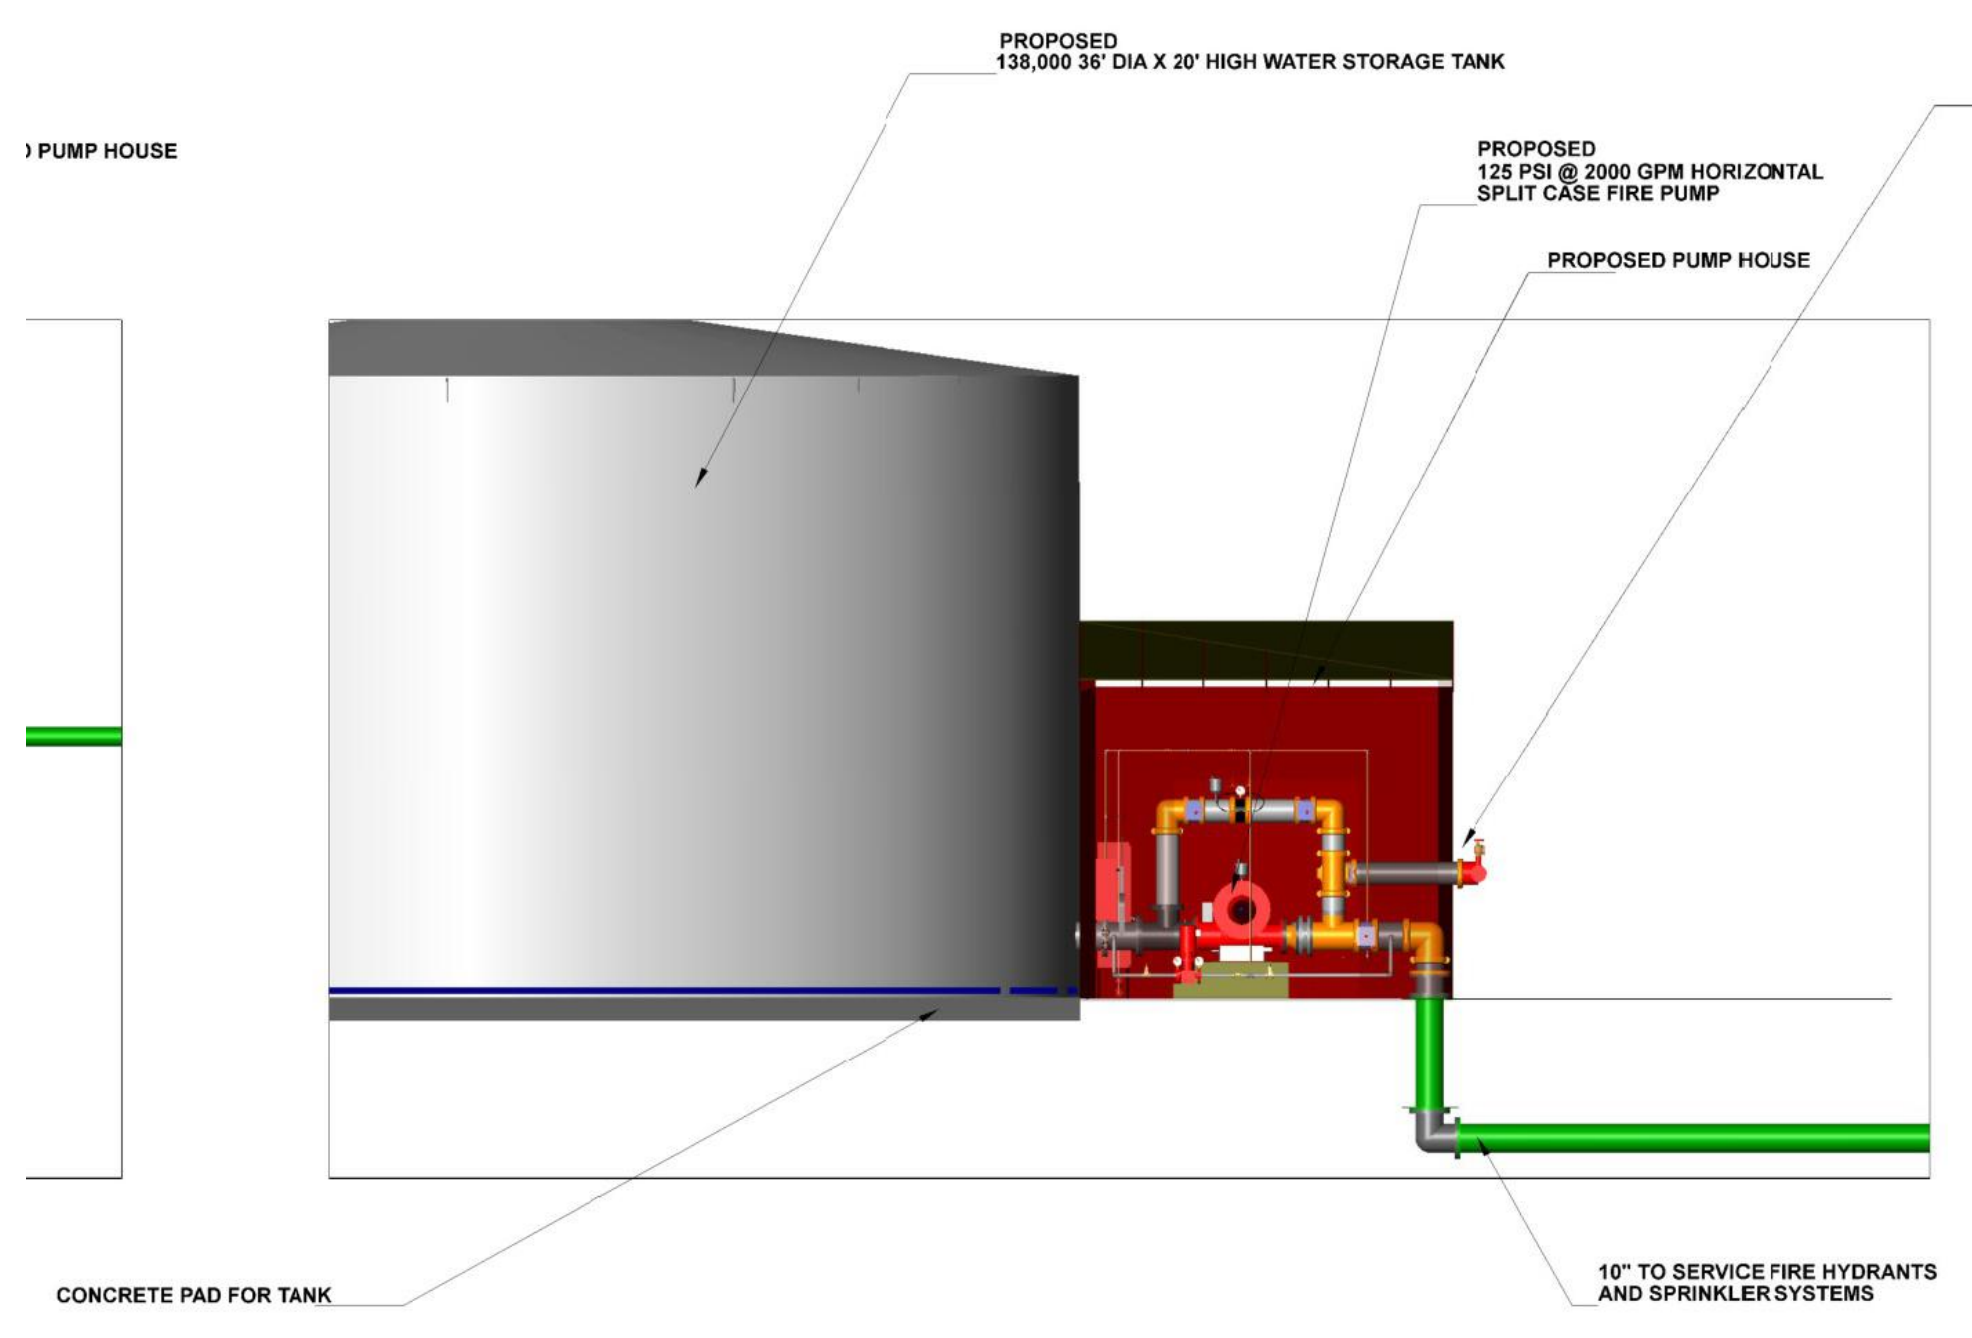 PROPOSED
138,000 36' DIA X 20' HIGH WATER STORAGE TANK
PUMP HOUSE
PROPOSED
125 PSI @ 2000 GPM HORIZONTAL
SPLIT CASE FIRE PUMP
PROPOSED PUMP HOUSE
10" TO SERVICE FIRE HYDRANTS
AND SPRINKLER SYSTEMS
CONCRETE PAD FOR TANK